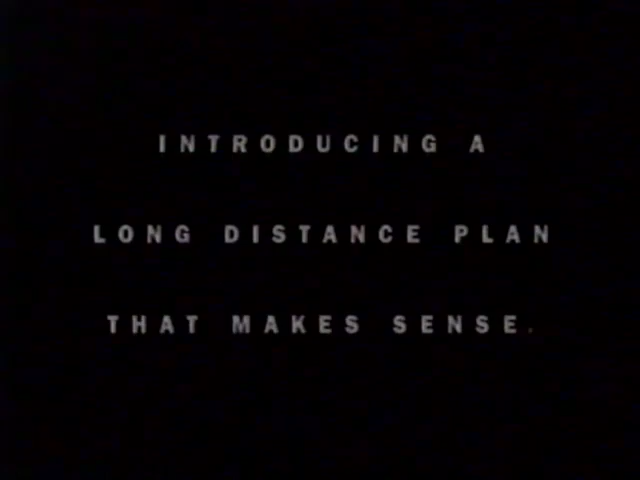 INTRODUCING A
LONG DISTANCE PLAN
THAT MAKES SENSE.